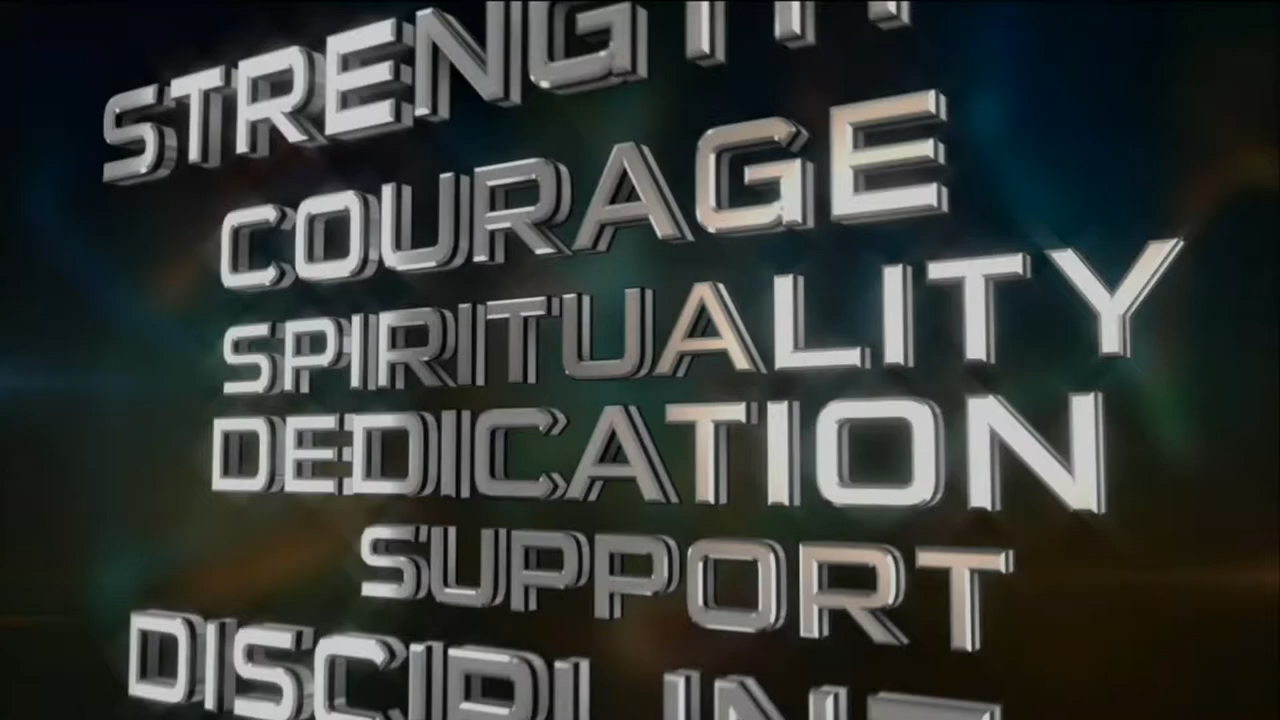 STRENGTH
COURAGE
SPIRITUALITY
DEDICATION
SUPPORT
DISCIPLINE